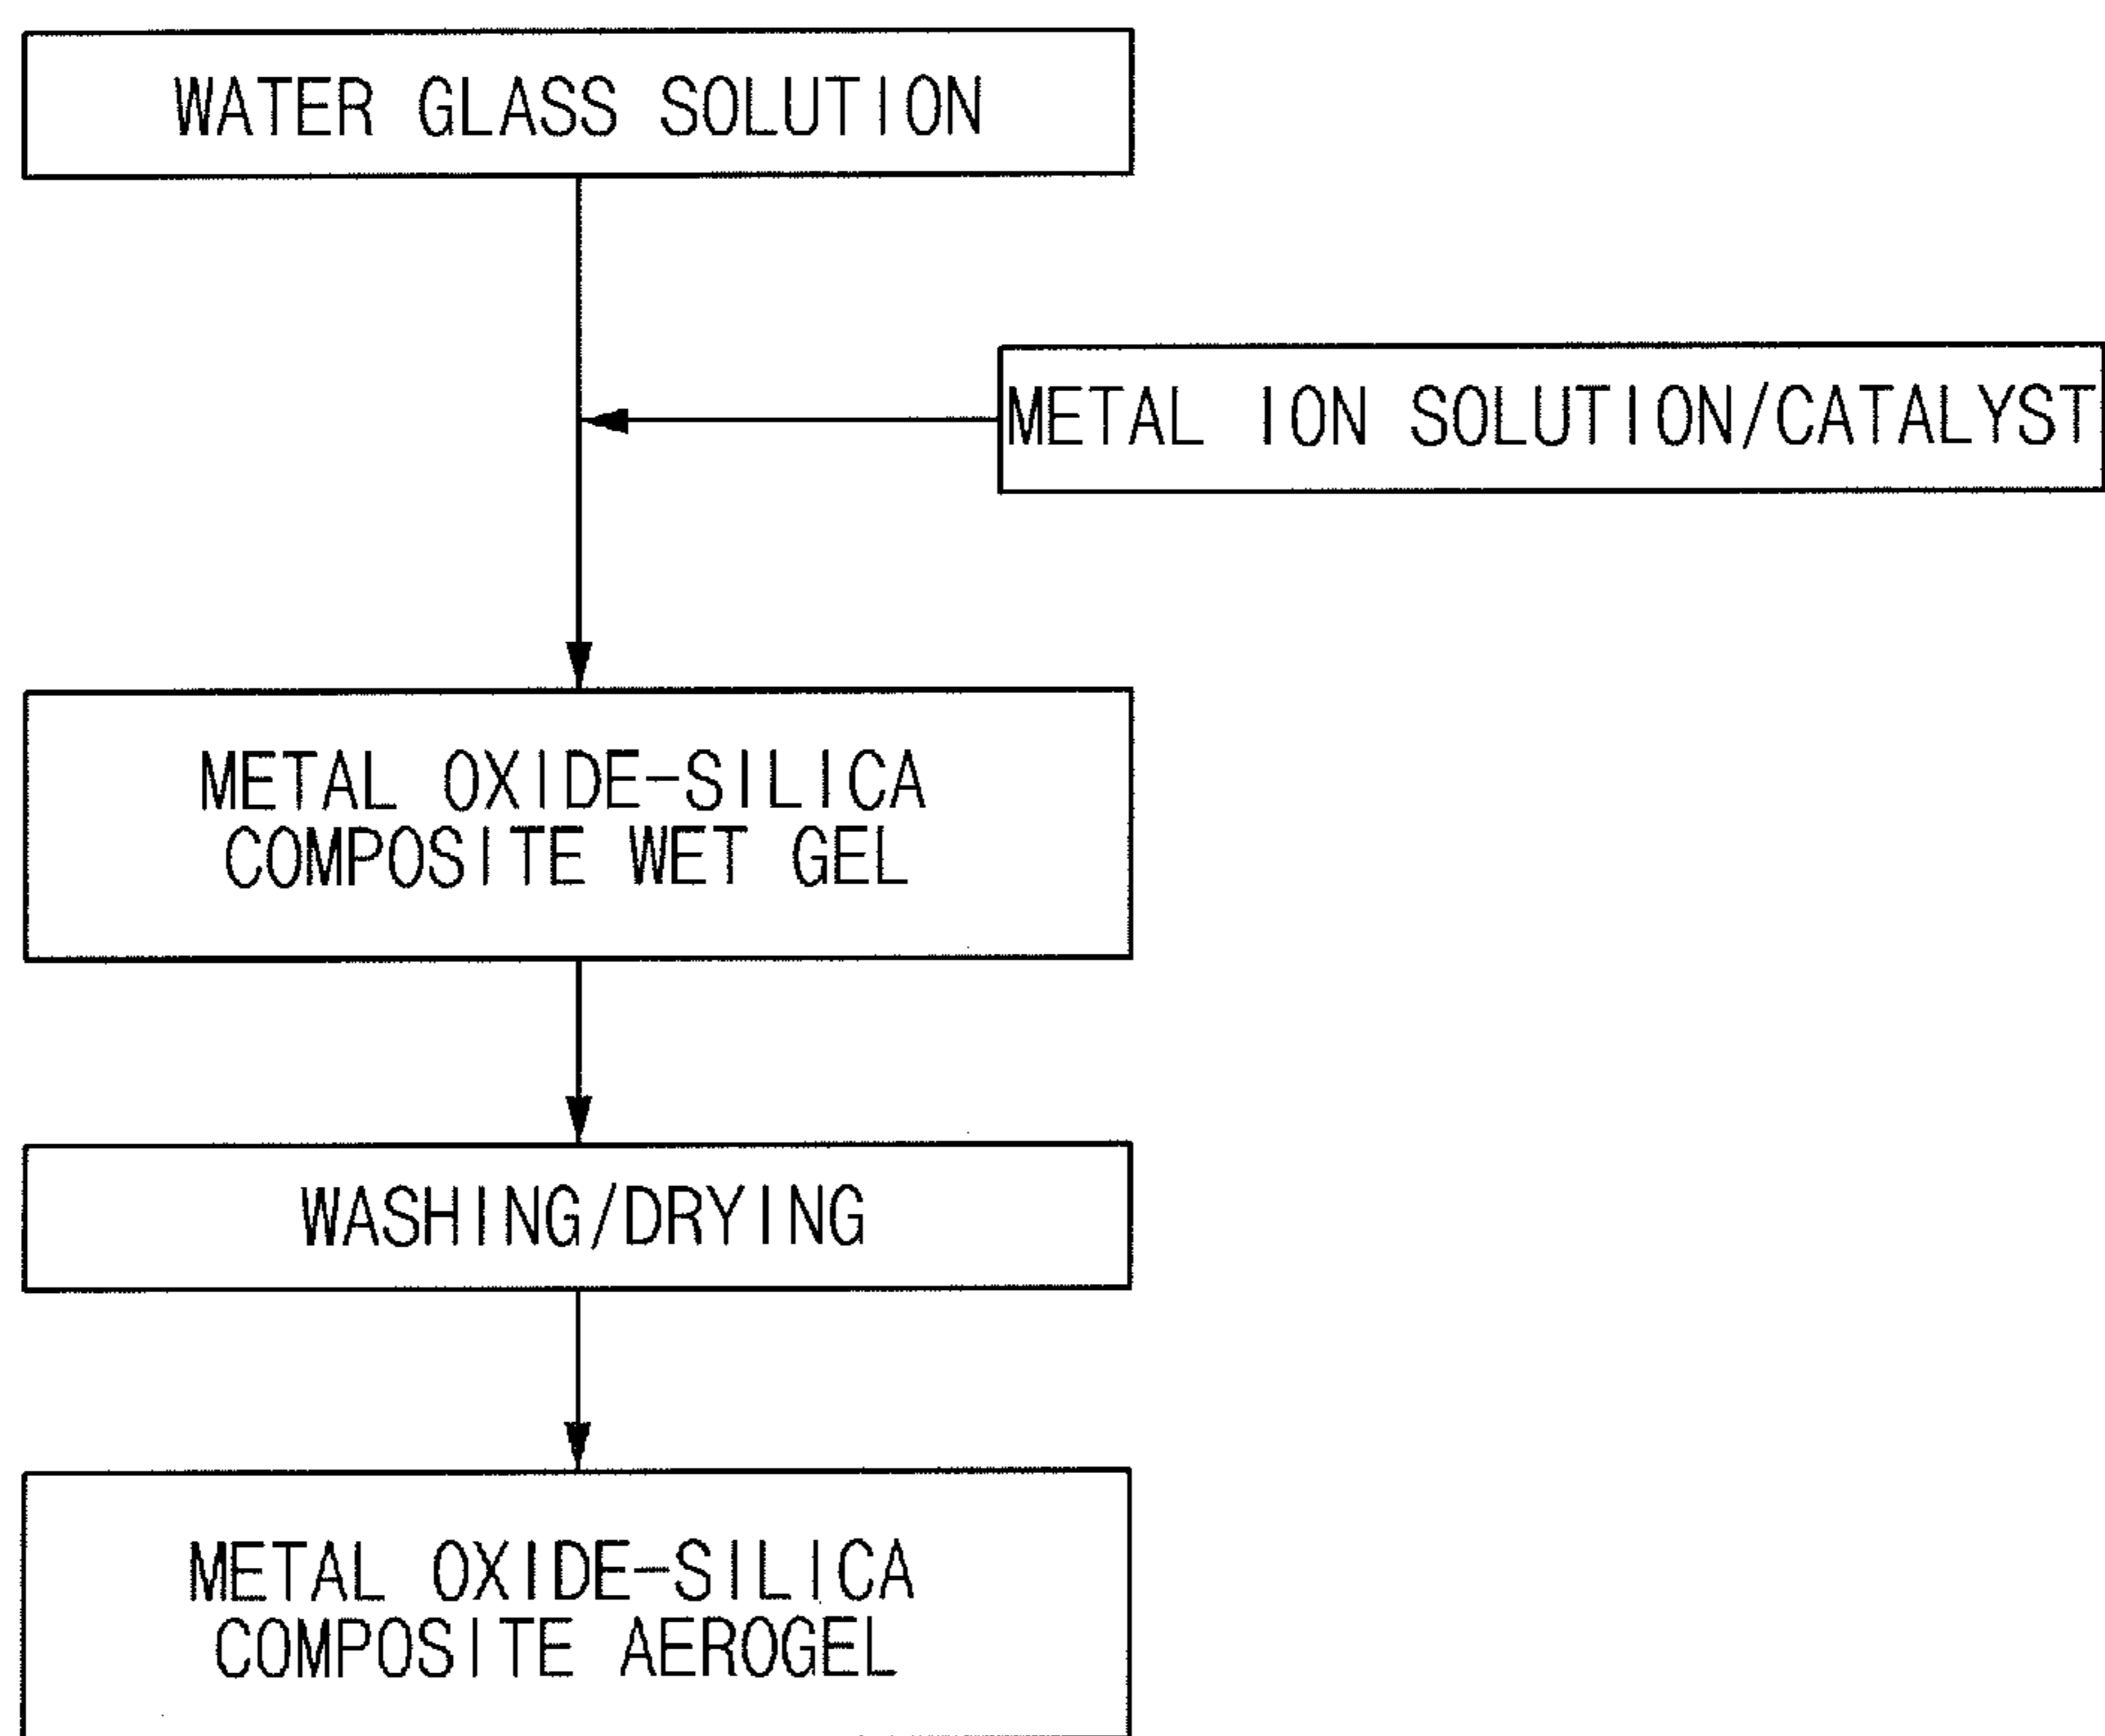 WATER GLASS SOLUTION
METAL ION SOLUTION/CATALYST
METAL OXIDE-SILICA
COMPOSITE WET GEL
WASHING/DRYING
METAL OXIDE-SILICA
COMPOSITE AEROGEL